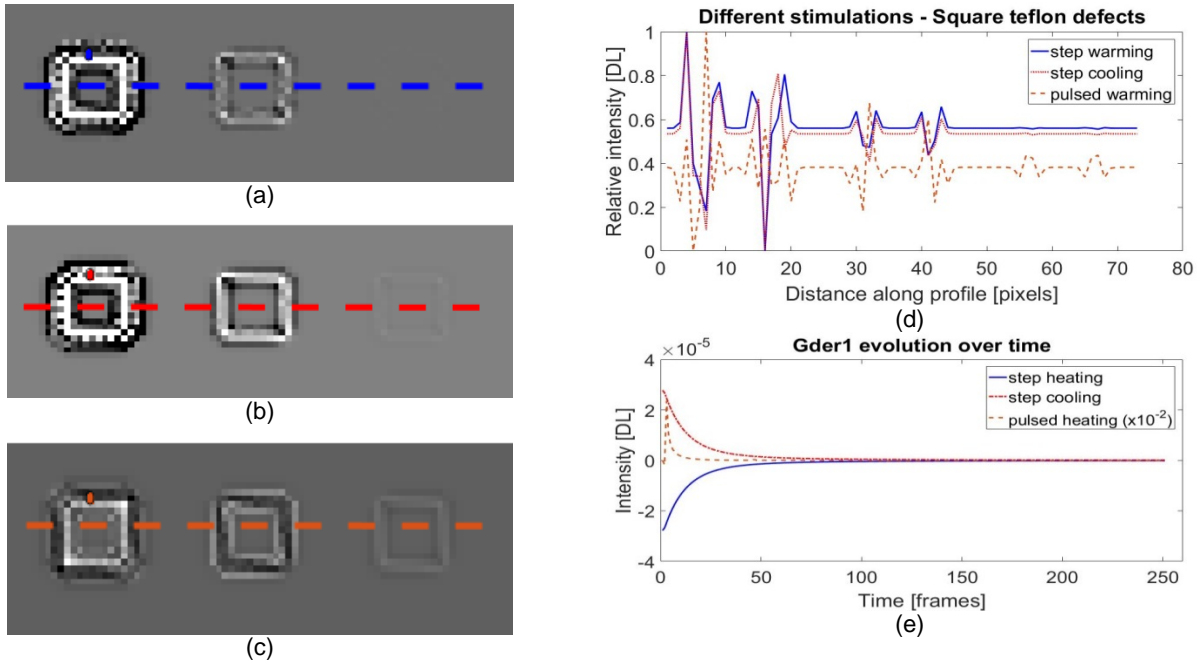 (a)
(b)
(c)
Different stimulations - Square teflon defects
Relative intensity [DL]
1
0.8
0.6
0.4
0.2
0
step warming
step cooling
pulsed warming
0 10 20 30 40 50 60 70 80
Distance along profile [pixels]
(d)
Gder1 evolution over time
×10⁻⁵
Intensity [DL]
4
2
0
-2
-4
step heating
step cooling
pulsed heating (x10⁻²)
0 50 100 150 200 250
Time [frames]
(e)